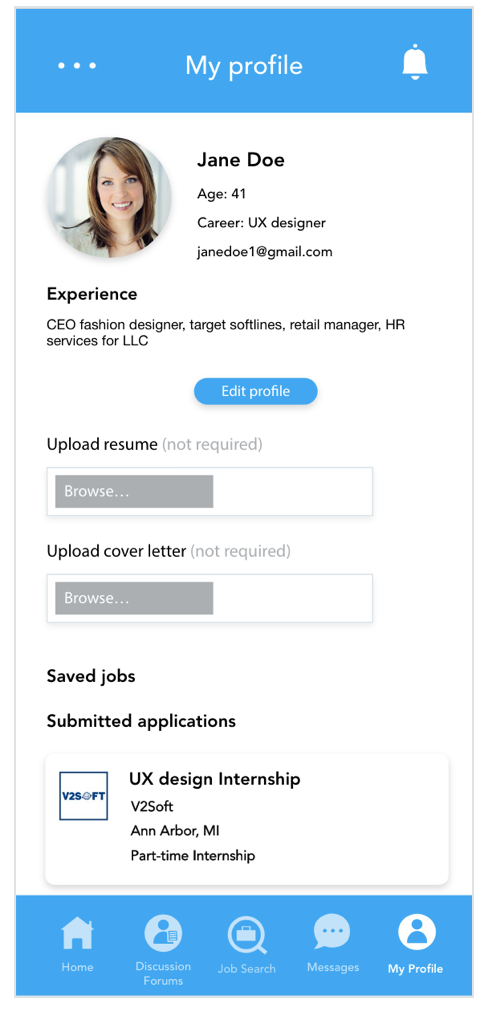 My profile
Jane Doe
Age: 41
Career: UX designer
janedoe1@gmail.com
Experience
CEO fashion designer, target softlines, retail manager, HR
services for LLC
Edit profile
Upload resume (not required)
Browse...
Upload cover letter (not required)
Browse...
Saved jobs
Submitted applications
V2SOFT
UX design Internship
V2Soft
Ann Arbor, MI
Part-time Internship
Home
Discussion
Forums
Job Search
Messages
My Profile